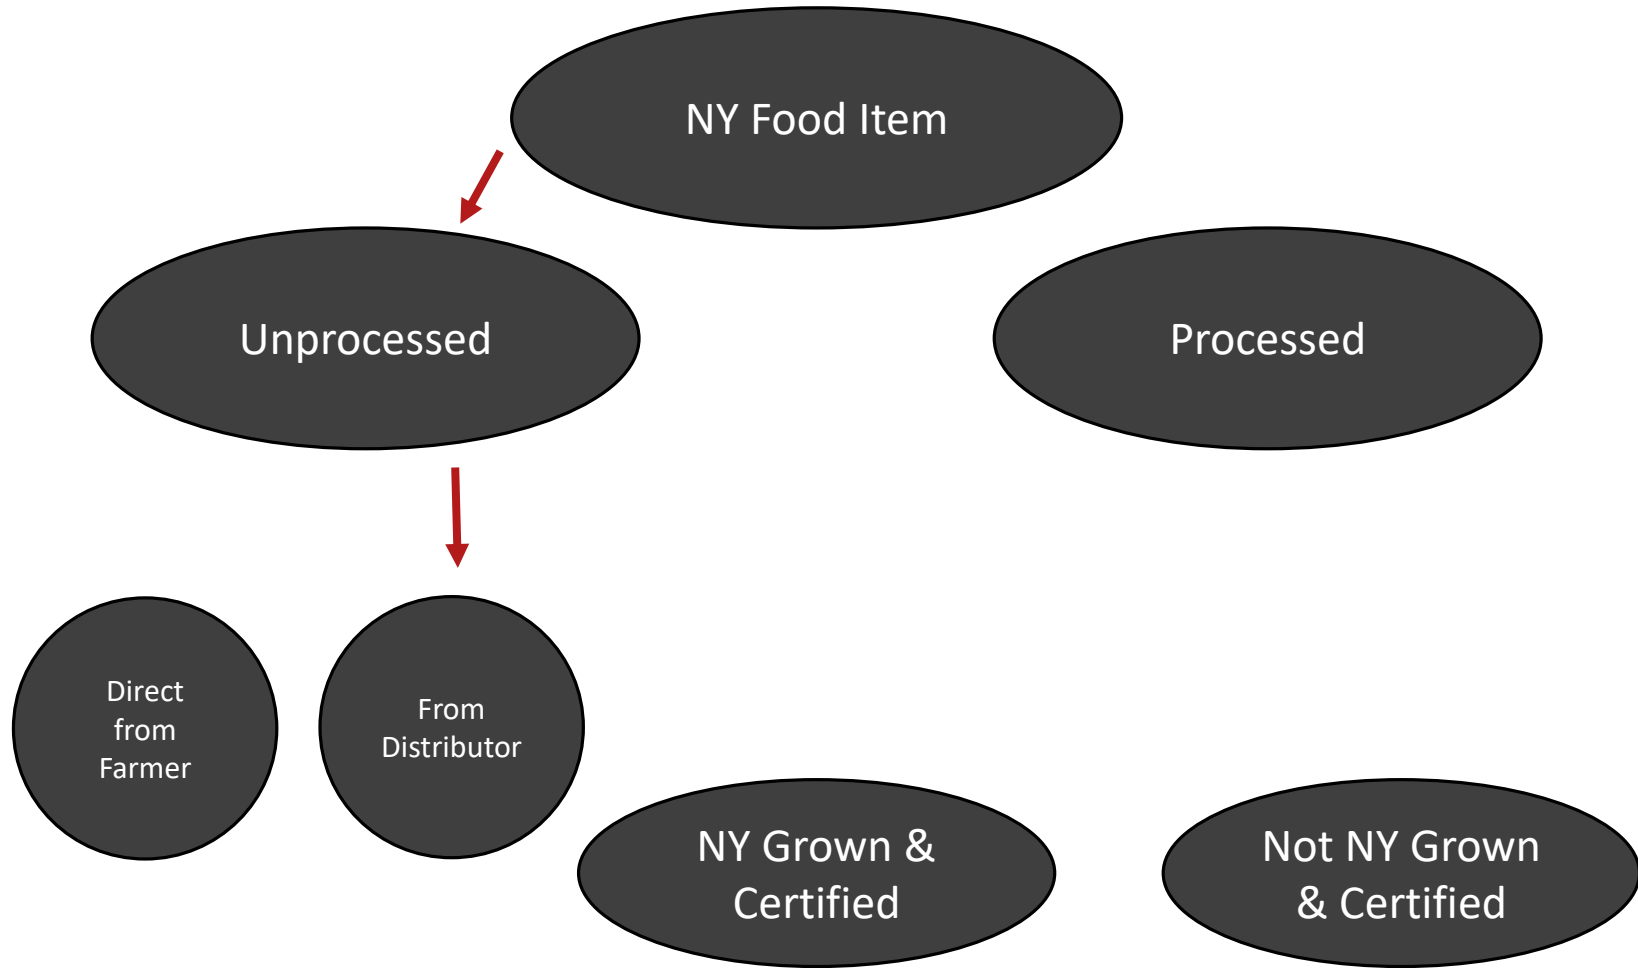 NY Food Item
Unprocessed
Processed
Direct
from
Farmer
From
Distributor
NY Grown &
Certified
Not NY Grown
& Certified